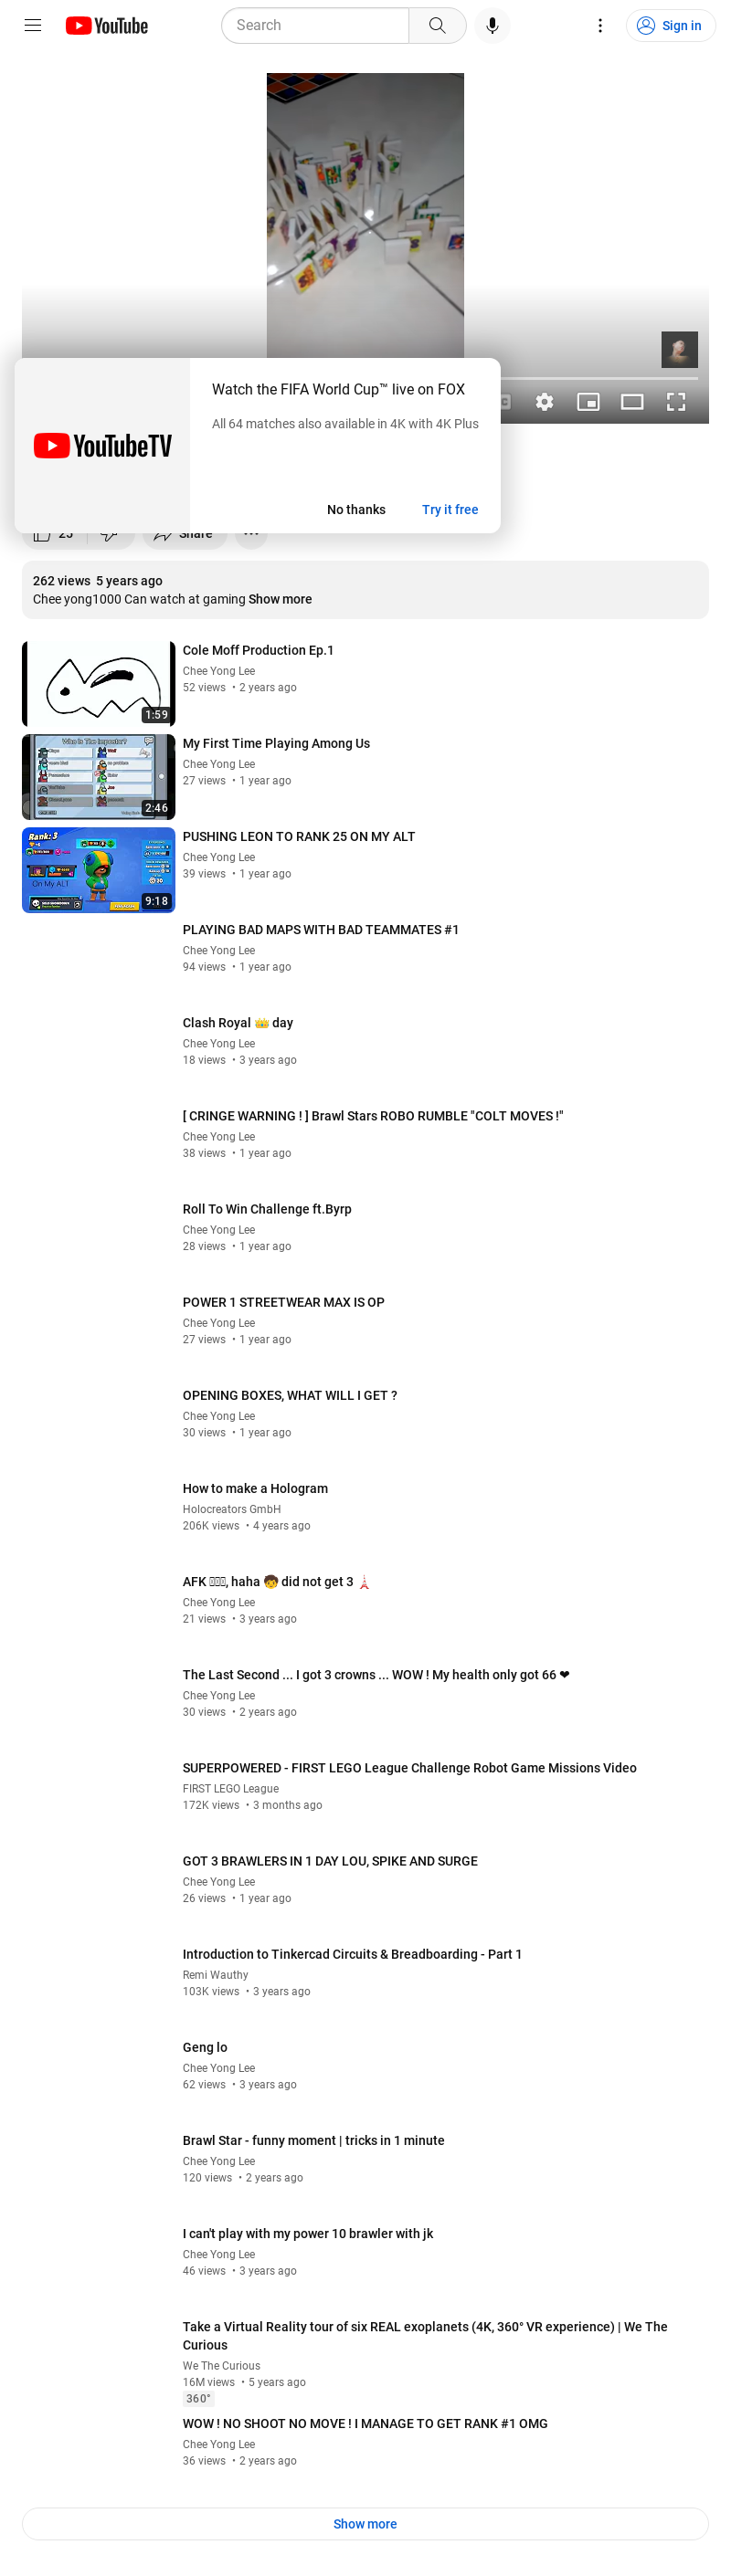 YouTube
Search
Sign in
Watch the FIFA World Cup™ live on FOX
All 64 matches also available in 4K with 4K Plus
YouTubeTV
No thanks
Try it free
25
Share
262 views 5 years ago
Chee yong1000 Can watch at gaming Show more
Cole Moff Production Ep.1
Chee Yong Lee
52 views • 2 years ago
1:59
My First Time Playing Among Us
Chee Yong Lee
27 views • 1 year ago
Who Is The Impostor?
2:46
PUSHING LEON TO RANK 25 ON MY ALT
Chee Yong Lee
39 views • 1 year ago
Rank: 3
On My ALT
9:18
PLAYING BAD MAPS WITH BAD TEAMMATES #1
Chee Yong Lee
94 views • 1 year ago
Clash Royal 👑 day
Chee Yong Lee
18 views • 3 years ago
[ CRINGE WARNING ! ] Brawl Stars ROBO RUMBLE "COLT MOVES !"
Chee Yong Lee
38 views • 1 year ago
Roll To Win Challenge ft.Byrp
Chee Yong Lee
28 views • 1 year ago
POWER 1 STREETWEAR MAX IS OP
Chee Yong Lee
27 views • 1 year ago
OPENING BOXES, WHAT WILL I GET ?
Chee Yong Lee
30 views • 1 year ago
How to make a Hologram
Holocreators GmbH
206K views • 4 years ago
AFK , haha 🧒 did not get 3 🗼
Chee Yong Lee
21 views • 3 years ago
The Last Second ... I got 3 crowns ... WOW ! My health only got 66 ❤
Chee Yong Lee
30 views • 2 years ago
SUPERPOWERED - FIRST LEGO League Challenge Robot Game Missions Video
FIRST LEGO League
172K views • 3 months ago
GOT 3 BRAWLERS IN 1 DAY LOU, SPIKE AND SURGE
Chee Yong Lee
26 views • 1 year ago
Introduction to Tinkercad Circuits & Breadboarding - Part 1
Remi Wauthy
103K views • 3 years ago
Geng lo
Chee Yong Lee
62 views • 3 years ago
Brawl Star - funny moment | tricks in 1 minute
Chee Yong Lee
120 views • 2 years ago
I can't play with my power 10 brawler with jk
Chee Yong Lee
46 views • 3 years ago
Take a Virtual Reality tour of six REAL exoplanets (4K, 360° VR experience) | We The
Curious
We The Curious
16M views • 5 years ago
360°
WOW ! NO SHOOT NO MOVE ! I MANAGE TO GET RANK #1 OMG
Chee Yong Lee
36 views • 2 years ago
Show more